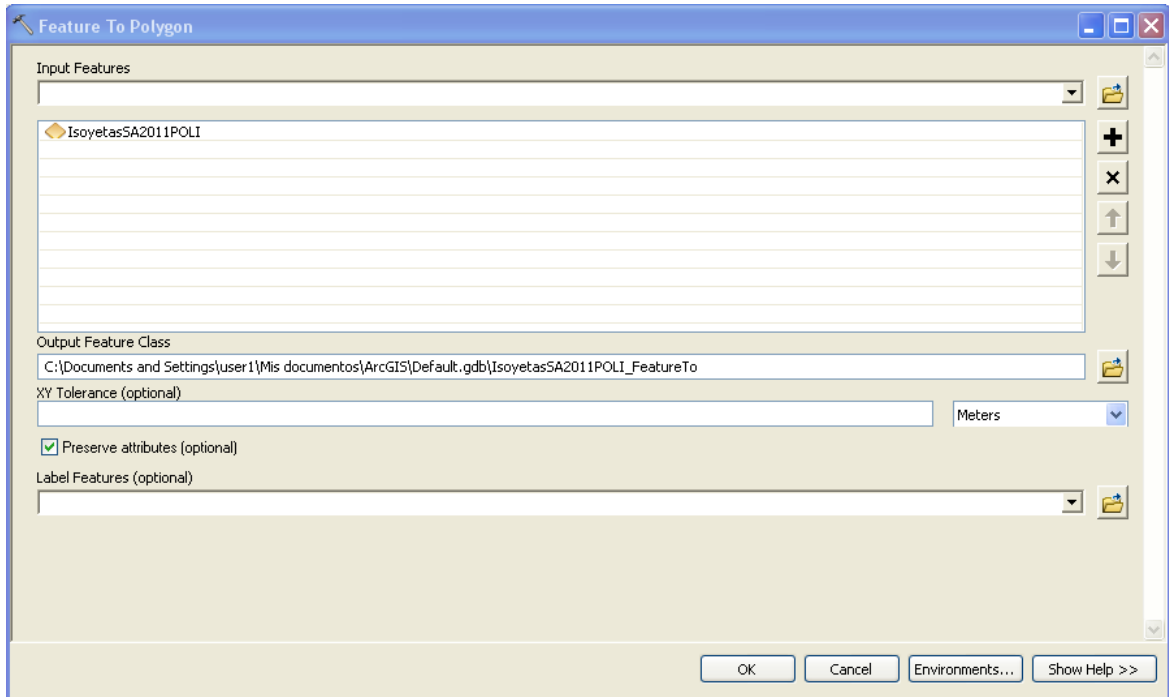 Feature To Polygon
Input Features
IsoyetasSA2011POLI
Output Feature Class
C:\Documents and Settings\user1\Mis documentos\ArcGIS\Default.gdb\IsoyetasSA2011POLI_FeatureTo
XY Tolerance (optional)
Meters
Preserve attributes (optional)
Label Features (optional)
OK Cancel Environments... Show Help >>